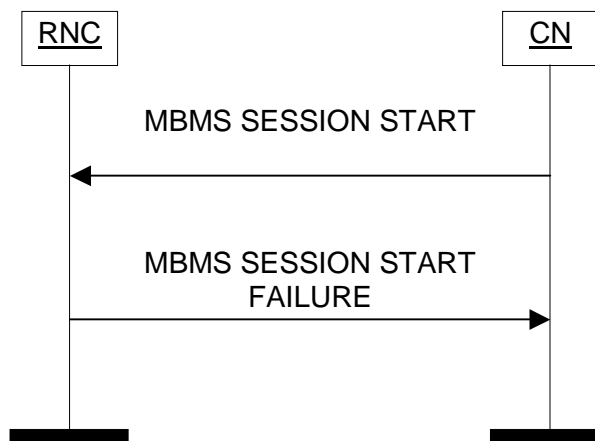 RNC
CN
MBMS SESSION START
MBMS SESSION START
FAILURE